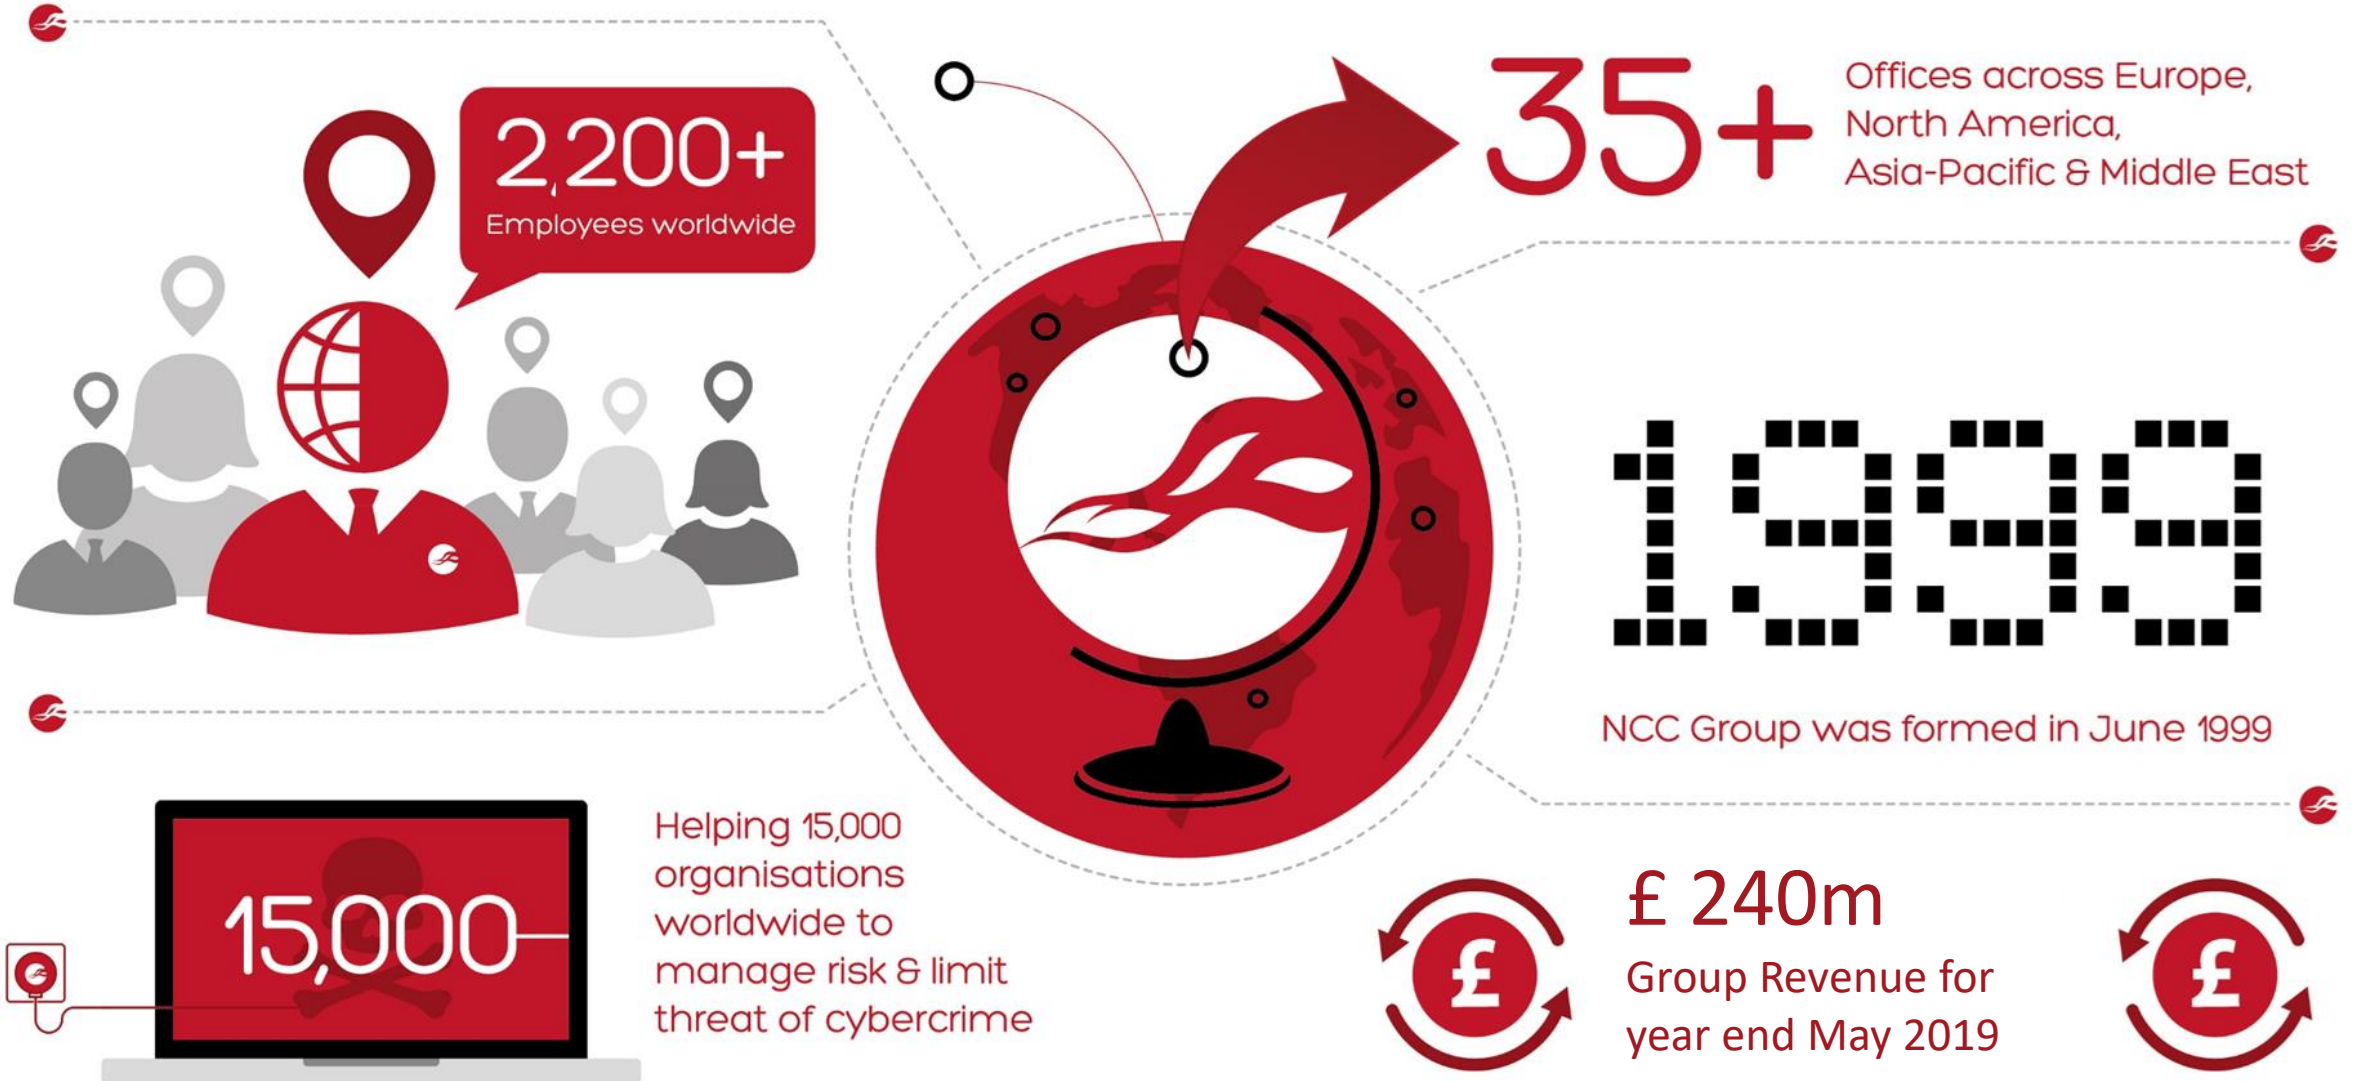 2,200+
Employees worldwide
35+
Offices across Europe,
North America,
Asia-Pacific & Middle East
1999
NCC Group was formed in June 1999
15,000
Helping 15,000
organisations
worldwide to
manage risk & limit
threat of cybercrime
£
£ 240m
Group Revenue for
year end May 2019
£